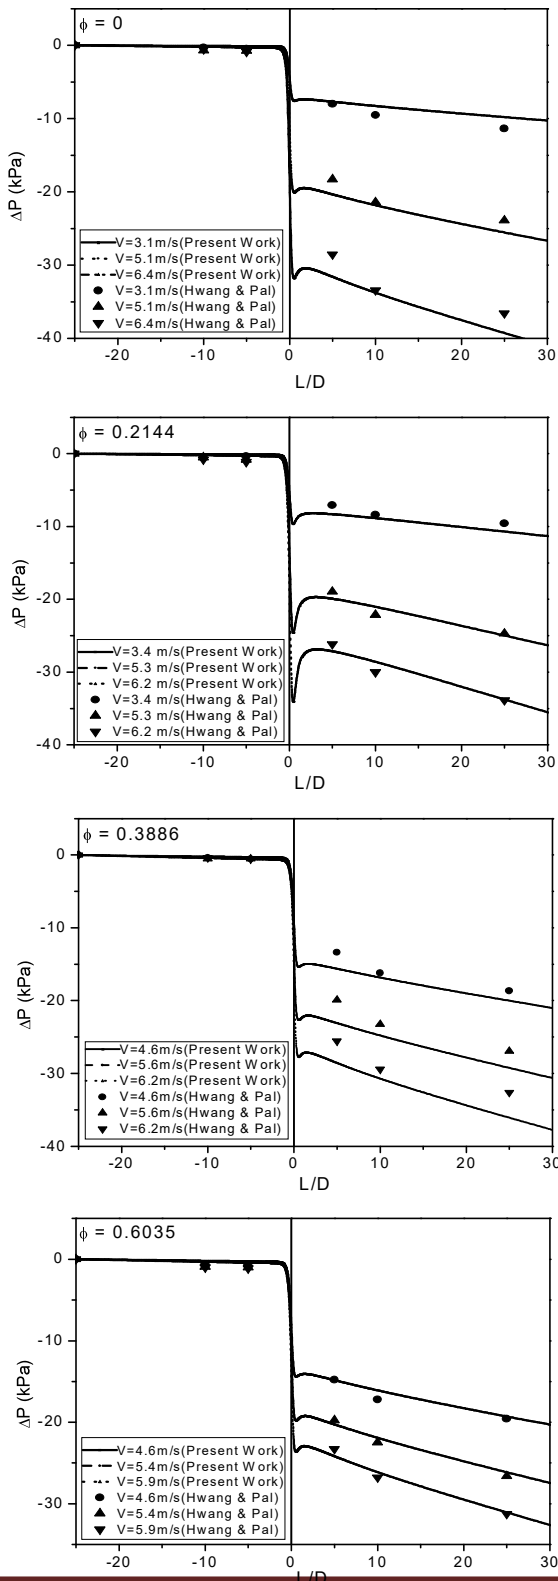 ϕ = 0
0
-10
-20
-30
-40
ΔP (kPa)
V=3.1m/s(Present Work)
V=5.1m/s(Present Work)
V=6.4m/s(Present Work)
V=3.1m/s(Hwang & Pal)
V=5.1m/s(Hwang & Pal)
V=6.4m/s(Hwang & Pal)
-20 -10 0 10 20 30
L/D
ϕ = 0.2144
0
-10
-20
-30
-40
ΔP (kPa)
V=3.4 m/s(Present Work)
V=5.3 m/s(Present Work)
V=6.2 m/s(Present Work)
V=3.4 m/s(Hwang & Pal)
V=5.3 m/s(Hwang & Pal)
V=6.2 m/s(Hwang & Pal)
-20 -10 0 10 20 30
L/D
ϕ = 0.3886
0
-10
-20
-30
-40
ΔP (kPa)
V=4.6m/s(Present Work)
V=5.6m/s(Present Work)
V=6.2m/s(Present Work)
V=4.6m/s(Hwang & Pal)
V=5.6m/s(Hwang & Pal)
V=6.2m/s(Hwang & Pal)
-20 -10 0 10 20 30
L/D
ϕ = 0.6035
0
-10
-20
-30
ΔP (kPa)
V=4.6m/s(Present Work)
V=5.4m/s(Present Work)
V=5.9m/s(Present Work)
V=4.6m/s(Hwang & Pal)
V=5.4m/s(Hwang & Pal)
V=5.9m/s(Hwang & Pal)
-20 -10 0 10 20 30
L/D